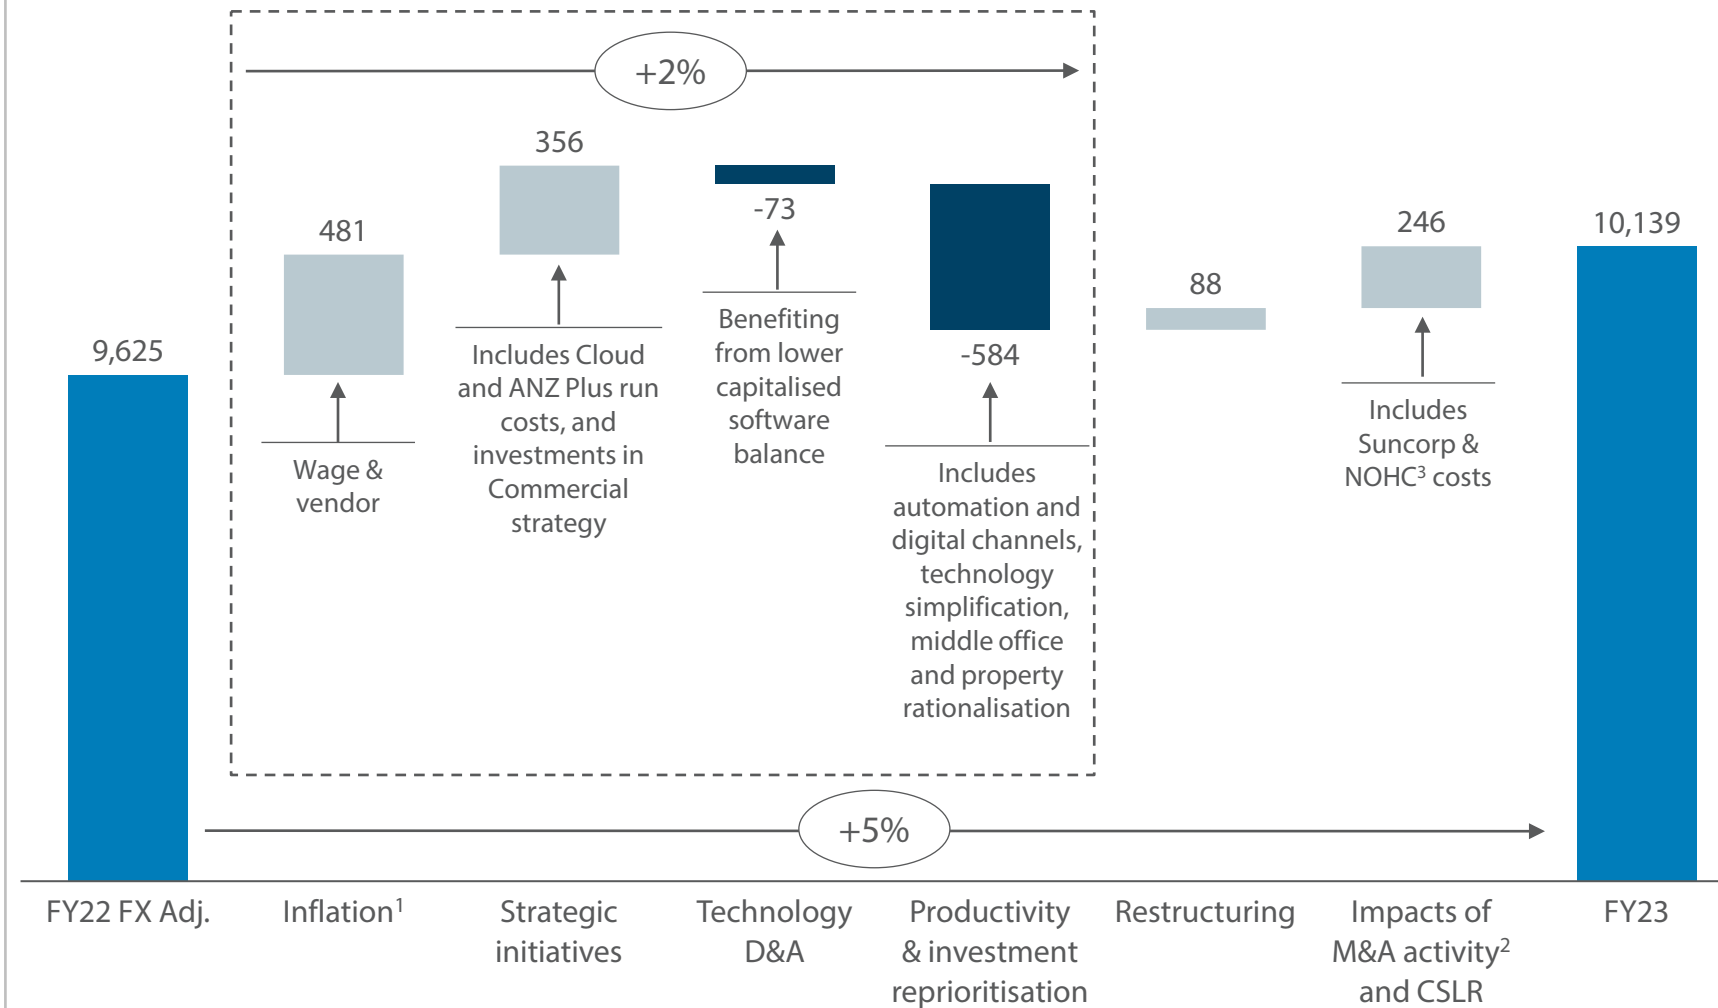 +2%
356
481
-73
246
10,139
88
9,625
-584
Wage &
vendor
Includes Cloud
and ANZ Plus run
costs, and
investments in
Commercial
strategy
Benefiting
from lower
capitalised
software
balance
Includes
automation and
digital channels,
technology
simplification,
middle office
and property
rationalisation
Includes
Suncorp &
NOHC³ costs
+5%
FY22 FX Adj.
Inflation¹
Strategic
initiatives
Technology
D&A
Productivity
& investment
reprioritisation
Restructuring
Impacts of
M&A activity²
and CSLR
FY23